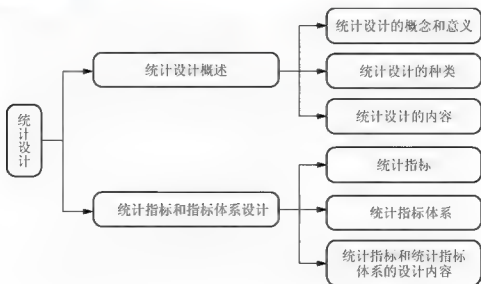 统计设计
统计设计概述
统计设计的概念和意义
统计设计的种类
统计设计的内容
统计指标和指标体系设计
统计指标
统计指标体系
统计指标和统计指标
体系的设计内容